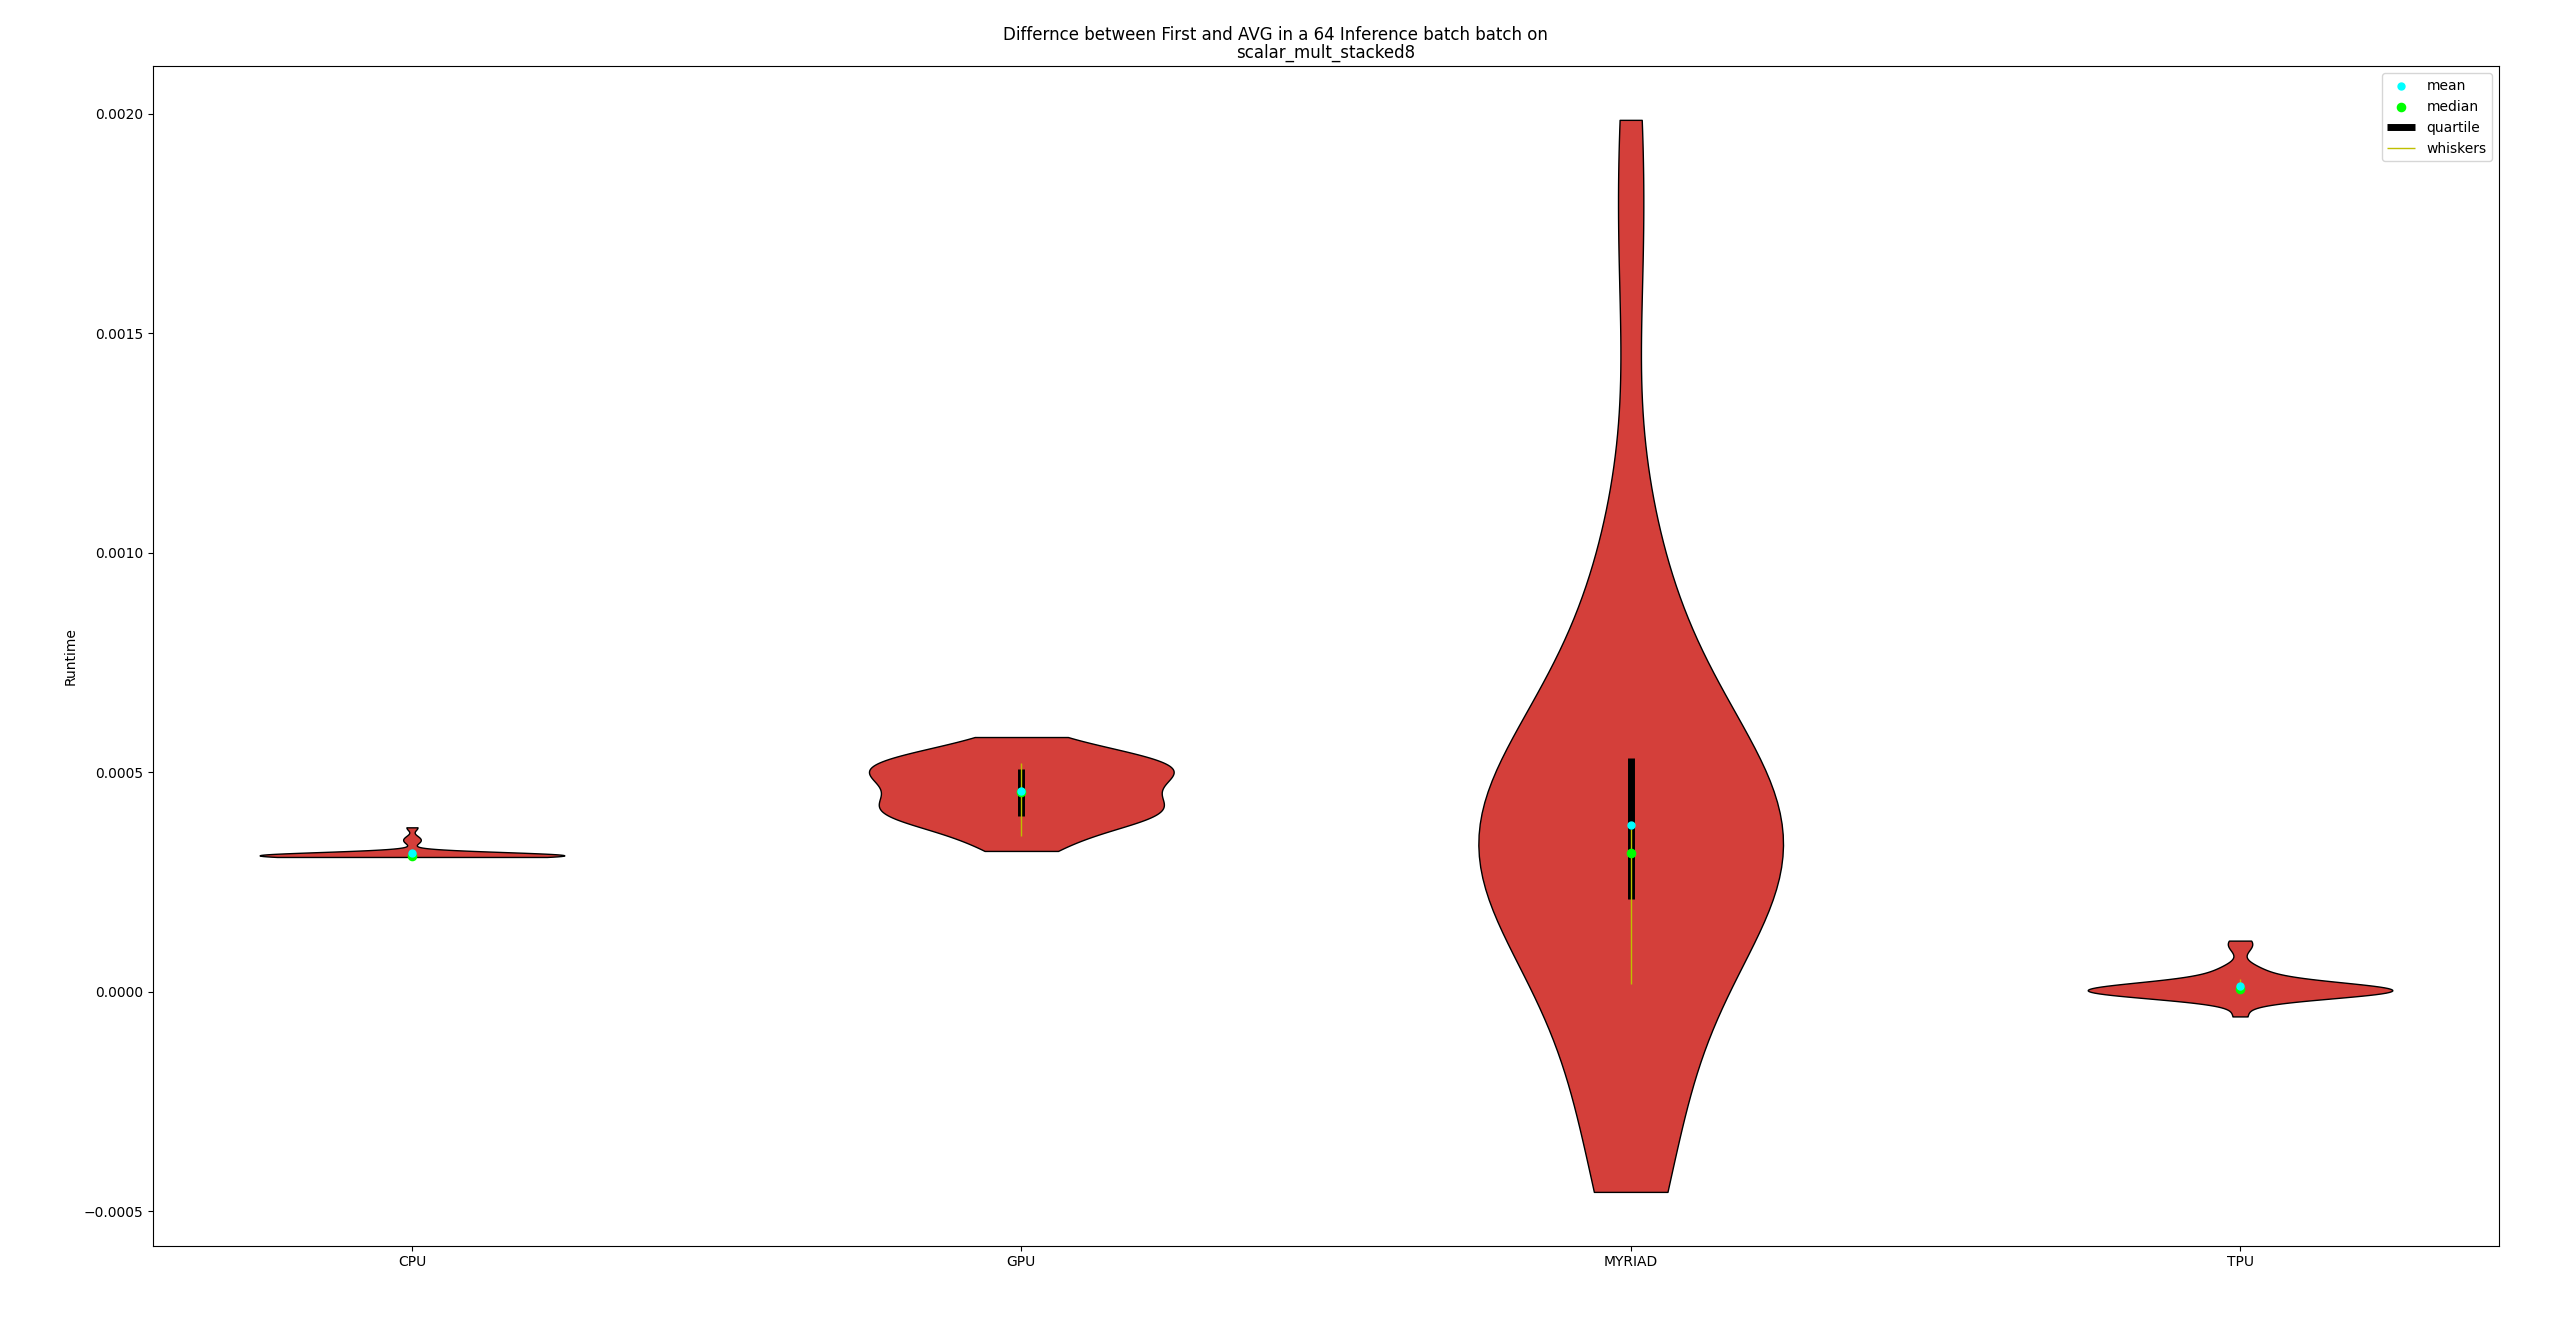 Differnce between First and AVG in a 64 Inference batch batch on
scalar_mult_stacked8
mean
median
quartile
whiskers
Runtime
0.0020
0.0015
0.0010
0.0005
0.0000
−0.0005
CPU
GPU
MYRIAD
TPU